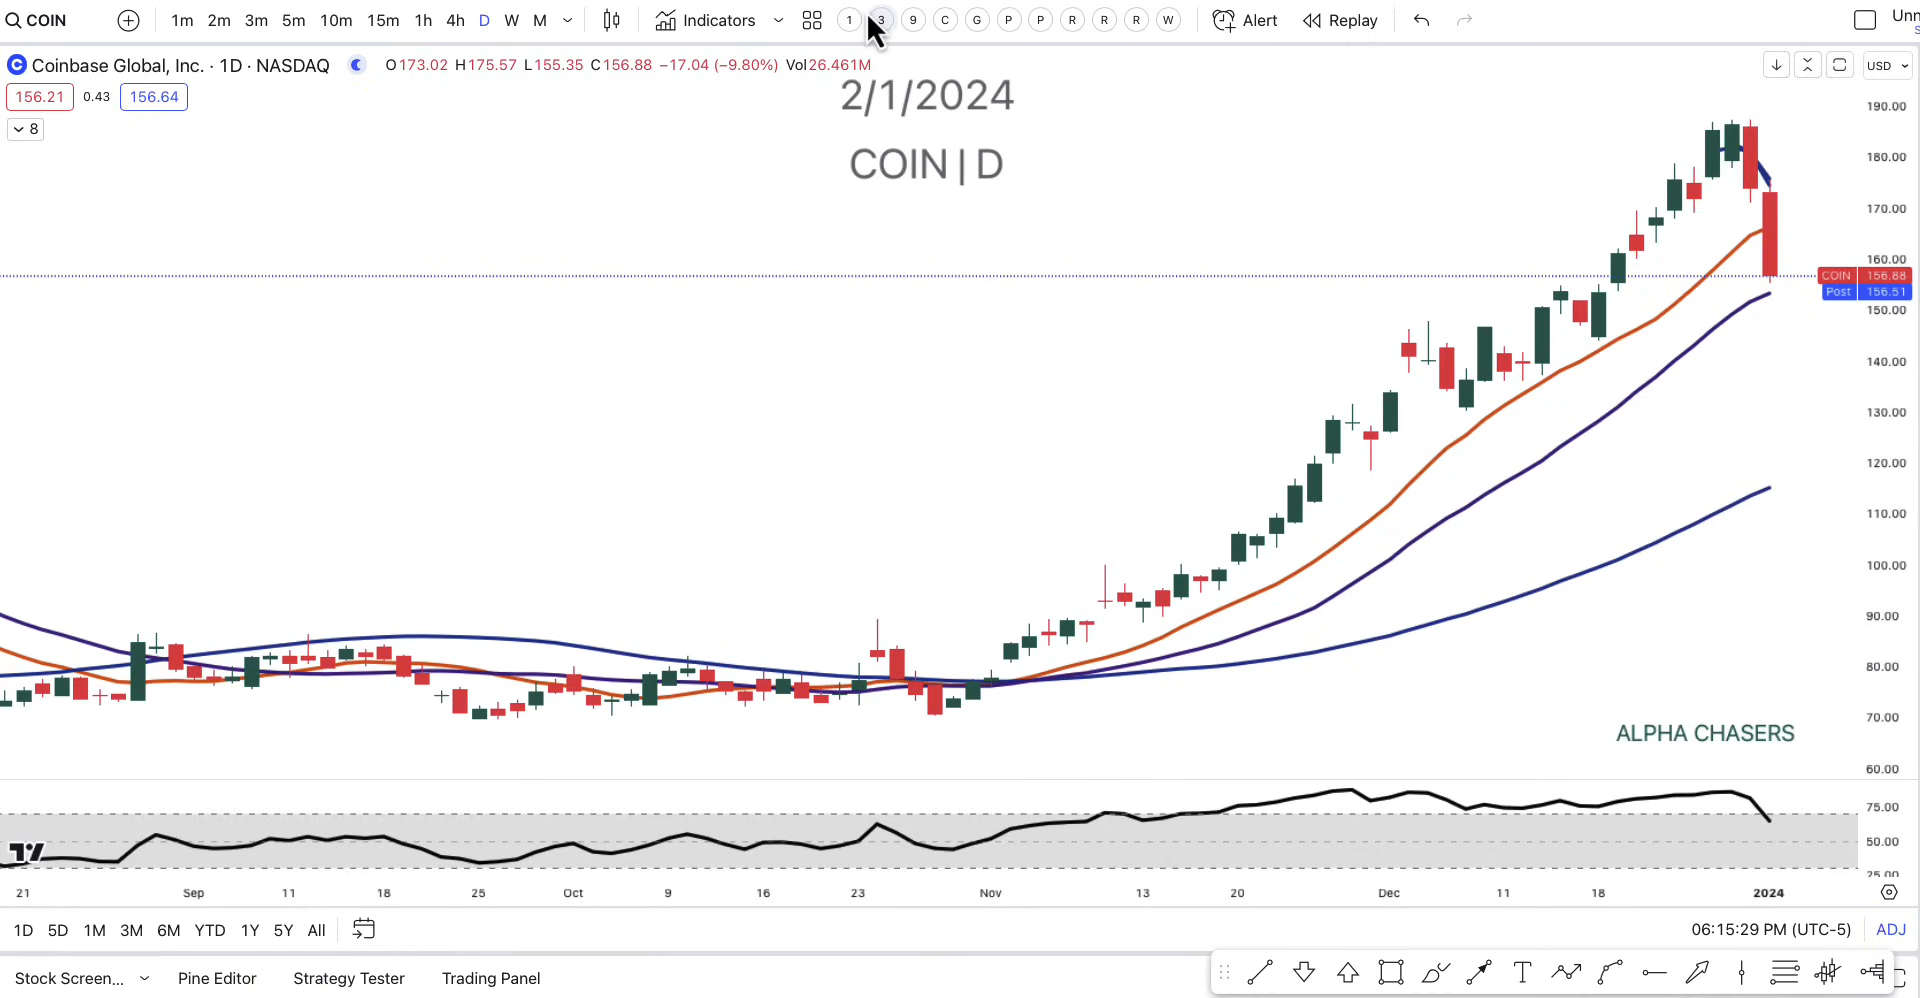 COIN 1m 2m 3m 5m 10m 15m 1h 4h D W M Indicators 1 3 9 C G P P R R R W Alert Replay
Coinbase Global, Inc. · 1D · NASDAQ O173.02 H175.57 L155.35 C156.88 −17.04 (−9.80%) Vol26.461M USD
156.21 0.43 156.64
8
2/1/2024
COIN | D
190.00
180.00
170.00
160.00
COIN 156.88
Post 156.51
150.00
140.00
130.00
120.00
110.00
100.00
90.00
80.00
70.00
60.00
ALPHA CHASERS
75.00
50.00
25.00
21 Sep 11 18 25 Oct 9 16 23 Nov 13 20 Dec 11 18 2024
1D 5D 1M 3M 6M YTD 1Y 5Y All 06:15:29 PM (UTC-5) ADJ
Stock Screen... Pine Editor Strategy Tester Trading Panel